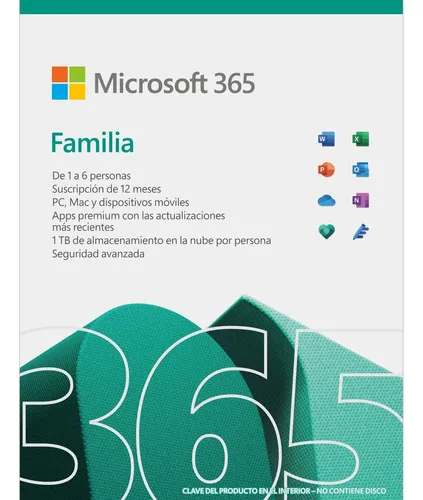 Microsoft 365
Familia
De 1 a 6 personas
Suscripción de 12 meses
PC, Mac y dispositivos móviles
Apps premium con las actualizaciones
más recientes
1 TB de almacenamiento en la nube por persona
Seguridad avanzada
W
X
P
O
N
365
CLAVE DEL PRODUCTO EN EL INTERIOR – NO CONTIENE DISCO